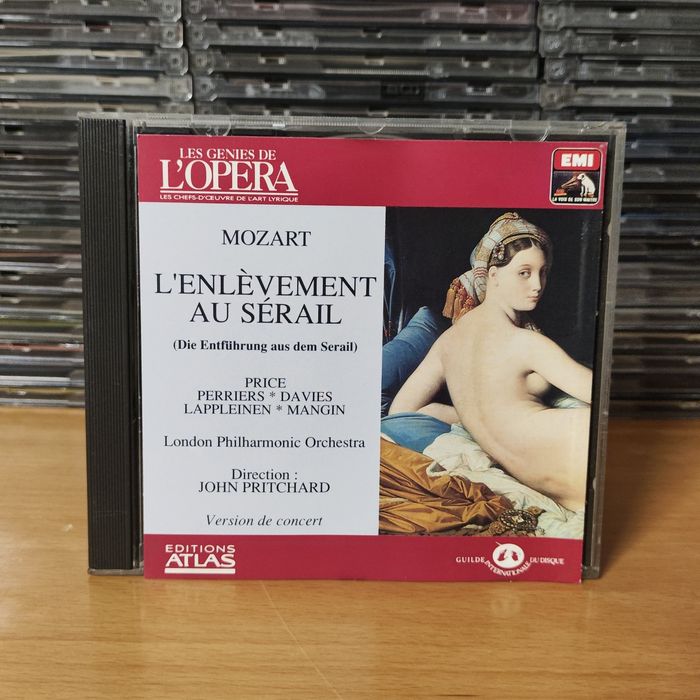 LES GENIES DE
L'OPERA
LES CHEFS-D'ŒUVRE DE L'ART LYRIQUE
EMI
LA VOIX DE SON MAITRE
MOZART
L'ENLÈVEMENT
AU SÉRAIL
(Die Entführung aus dem Serail)
PRICE
PERRIERS * DAVIES
LAPPLEINEN * MANGIN
London Philharmonic Orchestra
Direction :
JOHN PRITCHARD
Version de concert
EDITIONS
ATLAS
GUILDE INTERNATIONALE DU DISQUE